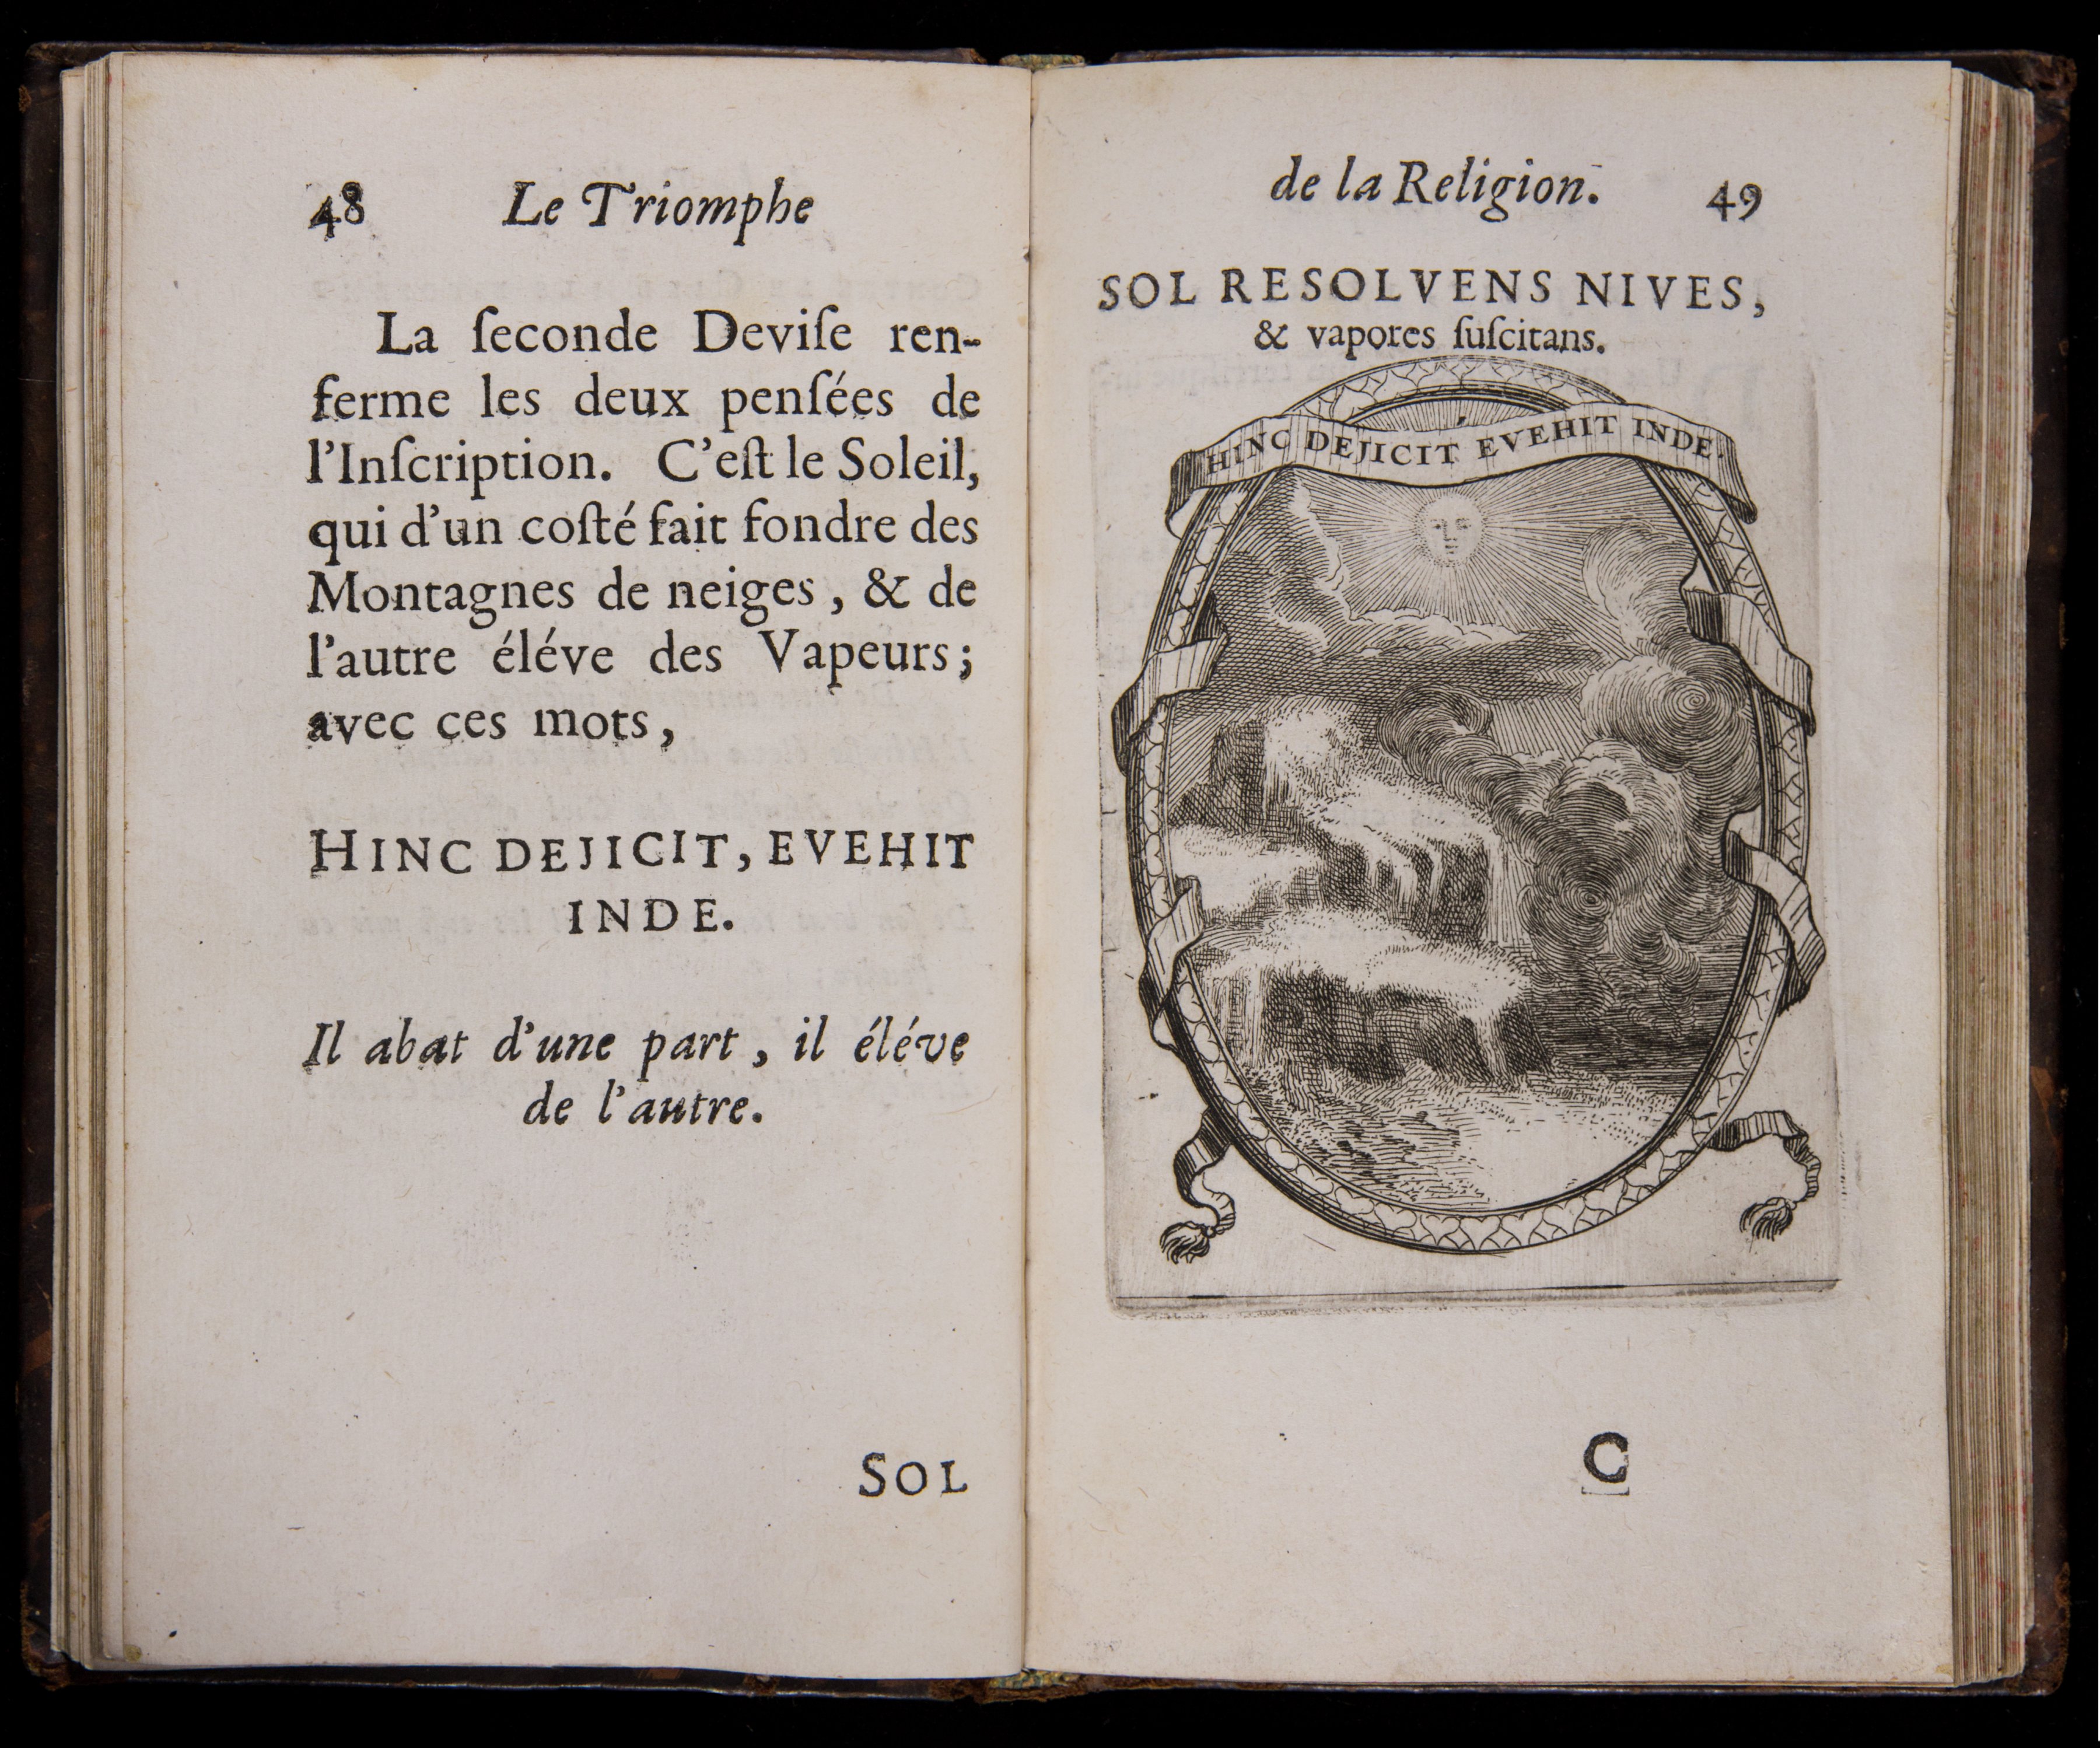 48 Le Triomphe
La ſeconde Deviſe ren-
ferme les deux penſées de
l'Inſcription. C'eſt le Soleil,
qui d'un coſté fait fondre des
Montagnes de neiges, & de
l'autre éléve des Vapeurs;
avec ces mots,
HINC DEJICIT, EVEHIT
INDE.
Il abat d'une part, il éléve
de l'autre.
SOL
de la Religion. 49
SOL RESOLVENS NIVES,
& vapores ſuſcitans.
HINC DEJICIT EVEHIT INDE.
C